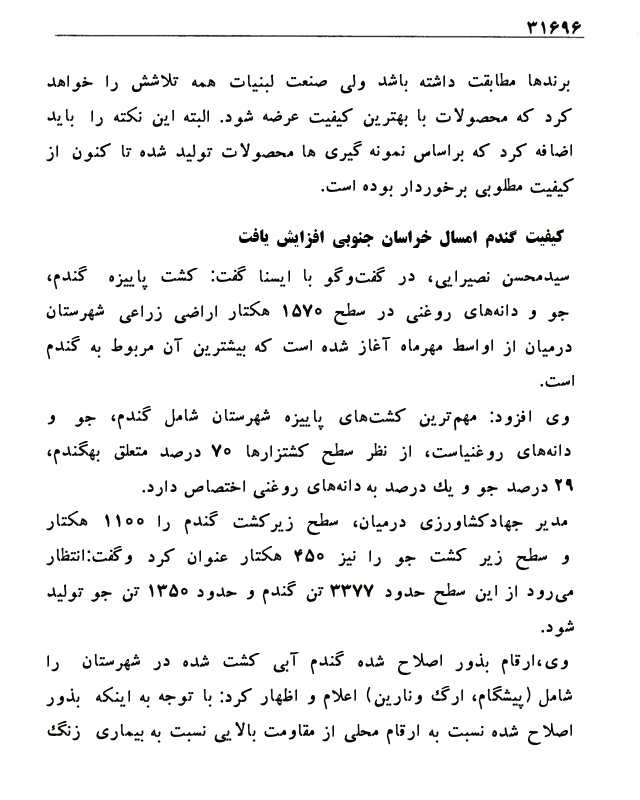 ۳۱۶۹۶
برندها مطابقت داشته باشد ولی صنعت لبنیات همه تلاشش را خواهد
کرد که محصولات با بهترین کیفیت عرضه شود. البته این نکته را باید
اضافه کرد که براساس نمونه گیری ها محصولات تولید شده تا کنون از
کیفیت مطلوبی برخوردار بوده است.
کیفیت گندم امسال خراسان جنوبی افزایش یافت
سیدمحسن نصیرایی، در گفت‌وگو با ایسنا گفت: کشت پاییزه گندم،
جو و دانه‌های روغنی در سطح ۱۵۷۰ هکتار اراضی زراعی شهرستان
درمیان از اواسط مهرماه آغاز شده است که بیشترین آن مربوط به گندم
است.
وی افزود: مهم‌ترین کشت‌های پاییزه شهرستان شامل گندم، جو و
دانه‌های روغنیاست، از نظر سطح کشتزارها ۷۰ درصد متعلق بهگندم،
۲۹ درصد جو و یك درصد به دانه‌های روغنی اختصاص دارد.
مدیر جهادکشاورزی درمیان، سطح زیرکشت گندم را ۱۱۰۰ هکتار
و سطح زیر کشت جو را نیز ۴۵۰ هکتار عنوان کرد وگفت:انتظار
می‌رود از این سطح حدود ۳۳۷۷ تن گندم و حدود ۱۳۵۰ تن جو تولید
شود.
وی،ارقام بذور اصلاح شده گندم آبی کشت شده در شهرستان را
شامل (پیشگام، ارگ ونارین) اعلام و اظهار کرد: با توجه به اینکه بذور
اصلاح شده نسبت به ارقام محلی از مقاومت بالایی نسبت به بیماری زنگ